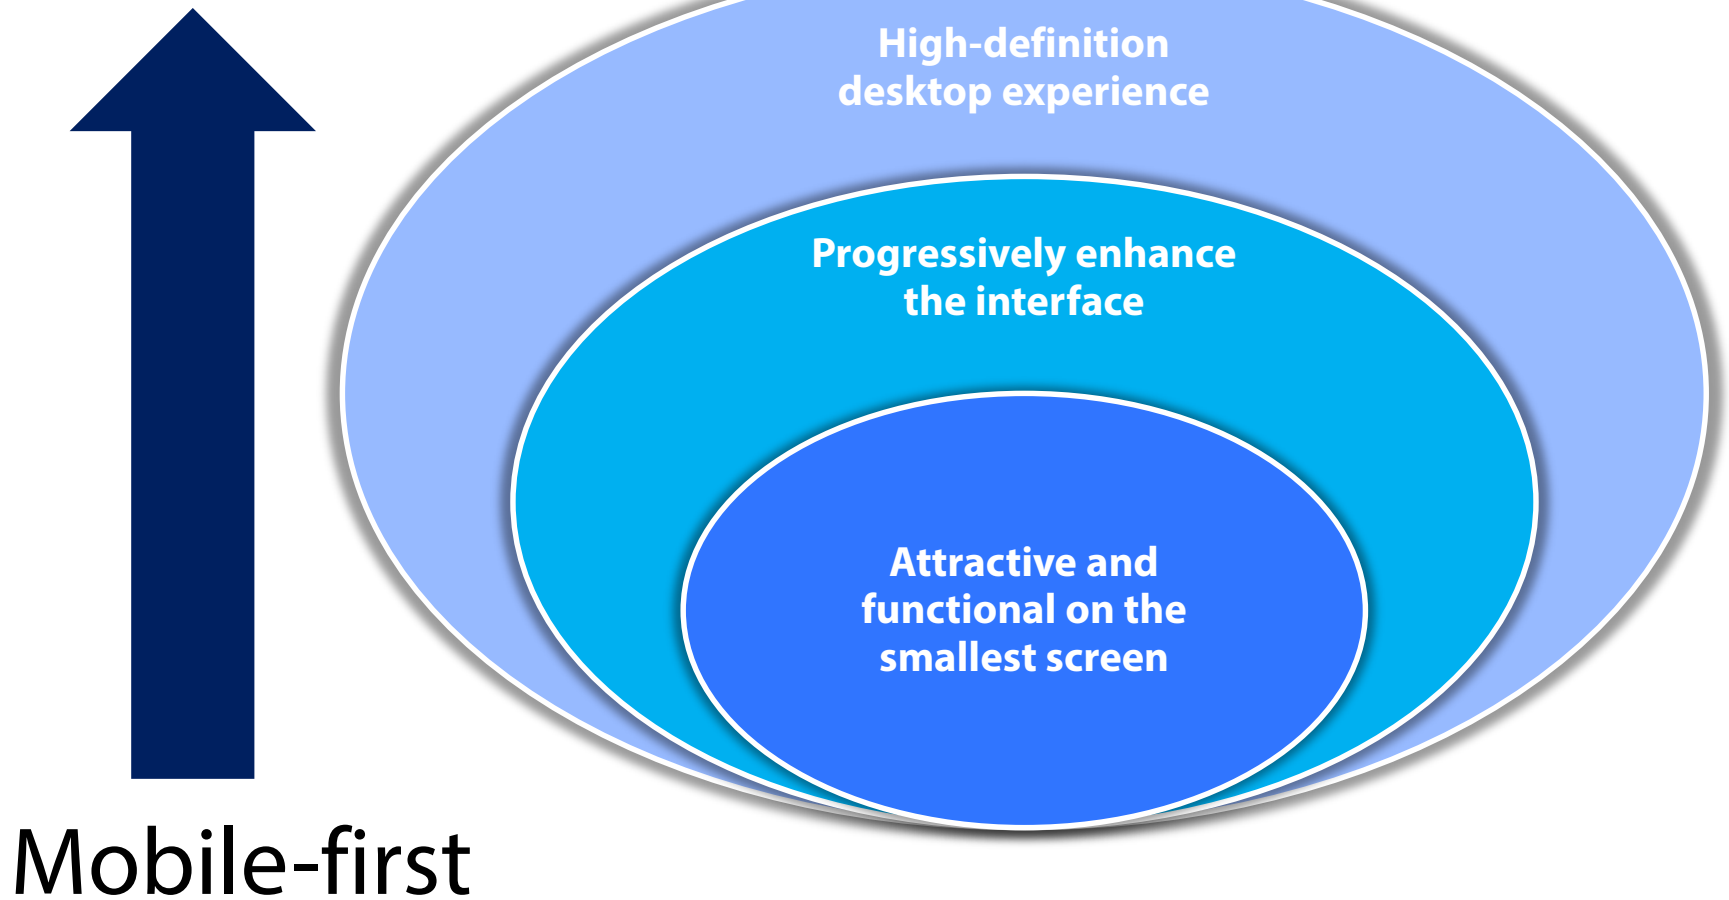 High-definition
desktop experience
Progressively enhance
the interface
Attractive and
functional on the
smallest screen
Mobile-first